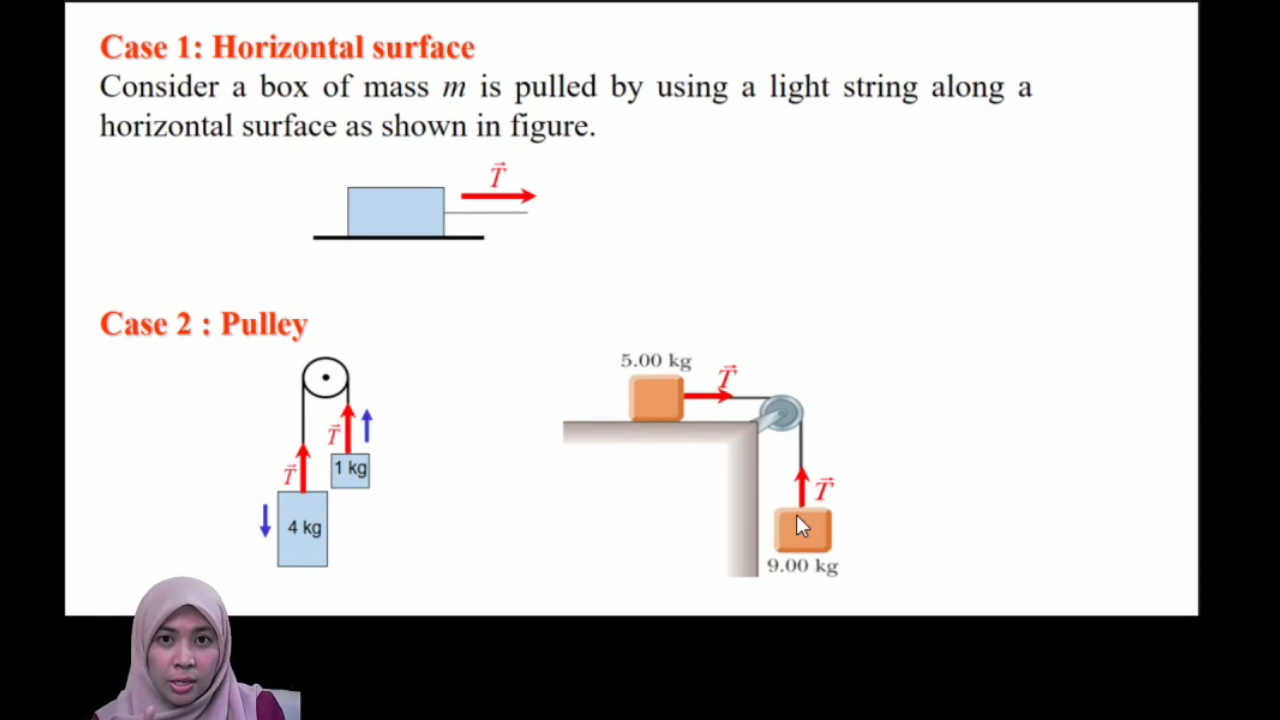 Case 1: Horizontal surface
Consider a box of mass m is pulled by using a light string along a
horizontal surface as shown in figure.
T⃗
Case 2 : Pulley
5.00 kg
T⃗
T⃗
1 kg
T⃗
4 kg
T⃗
9.00 kg